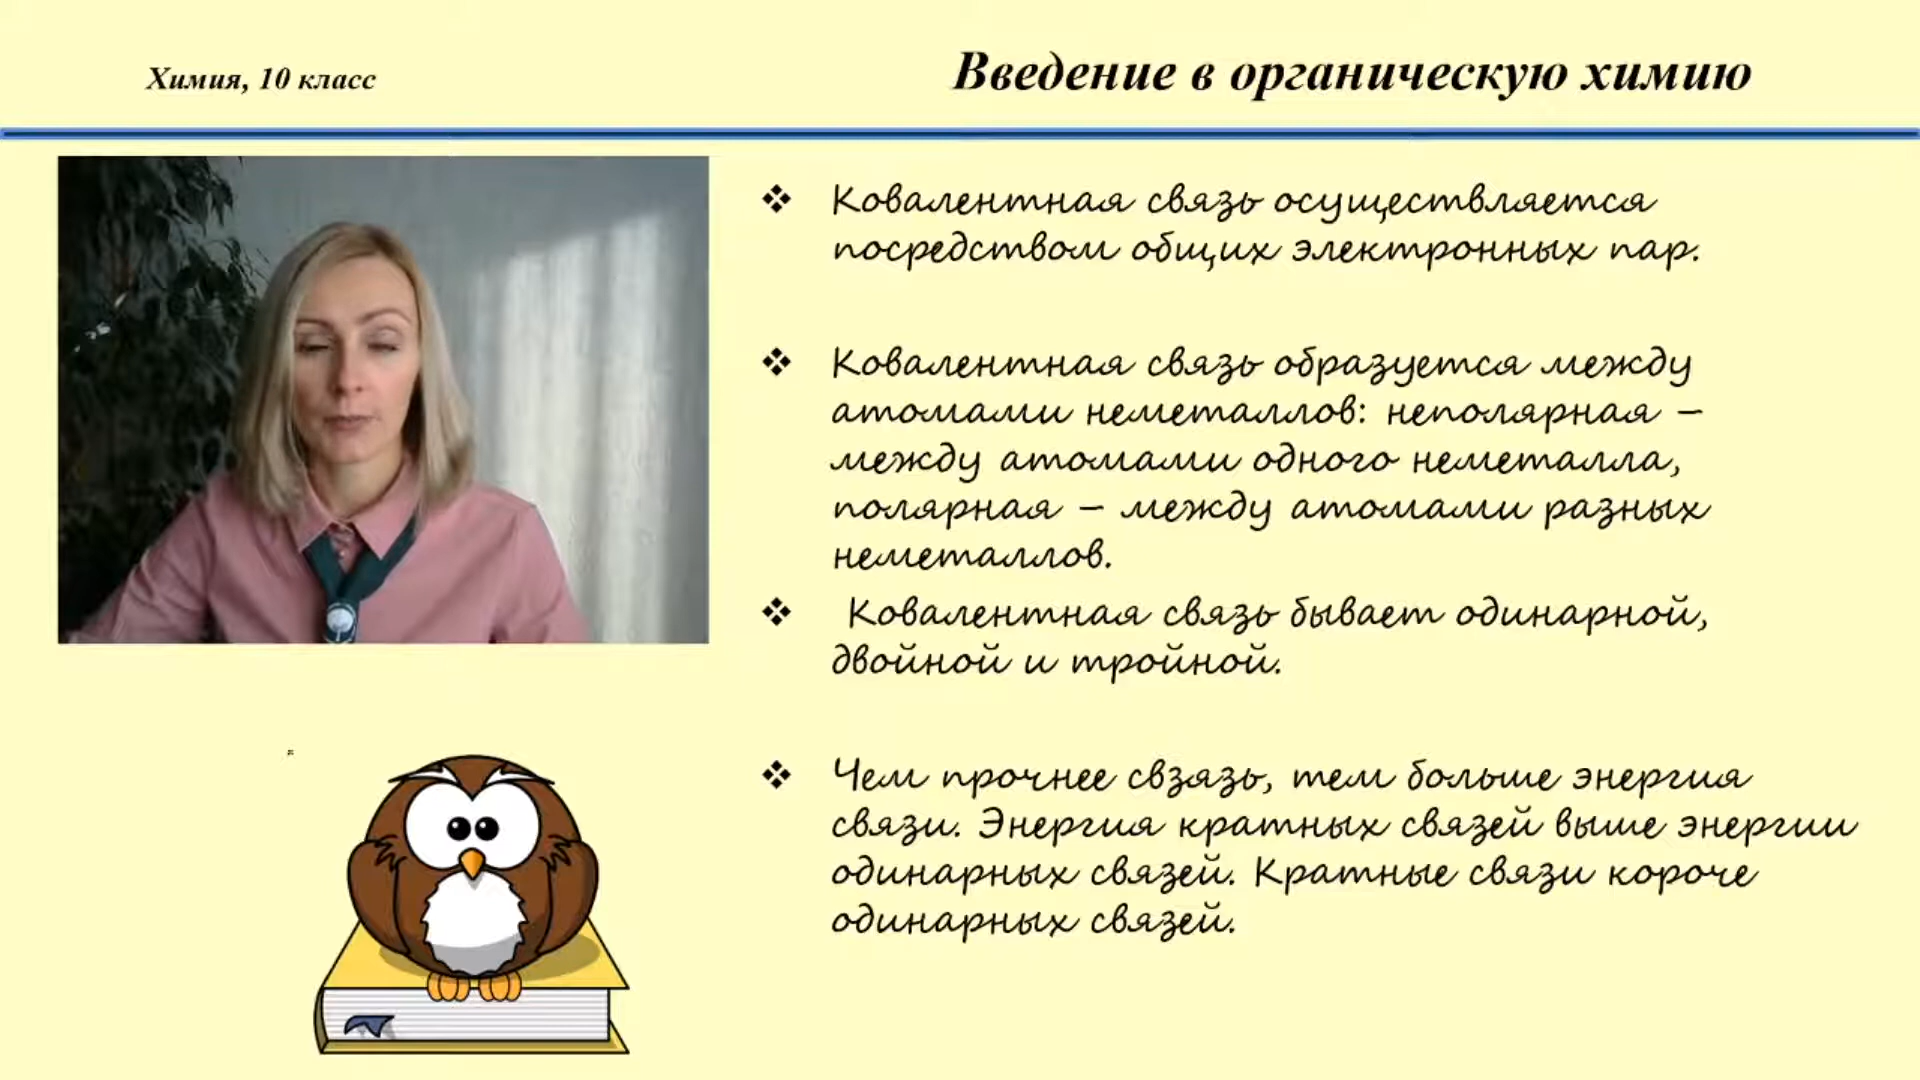 Химия, 10 класс
Введение в органическую химию
❖ Ковалентная связь осуществляется
посредством общих электронных пар.
❖ Ковалентная связь образуется между
атомами неметаллов: неполярная –
между атомами одного неметалла,
полярная – между атомами разных
неметаллов.
❖ Ковалентная связь бывает одинарной,
двойной и тройной.
❖ Чем прочнее свзязь, тем больше энергия
связи. Энергия кратных связей выше энергии
одинарных связей. Кратные связи короче
одинарных связей.